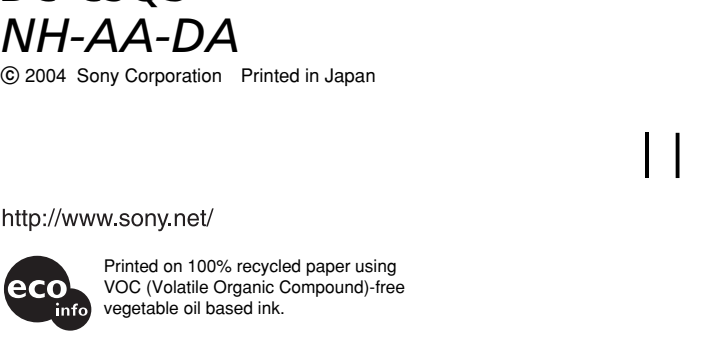 NH-AA-DA
© 2004 Sony Corporation Printed in Japan
http://www.sony.net/
eco
info
Printed on 100% recycled paper using
VOC (Volatile Organic Compound)-free
vegetable oil based ink.